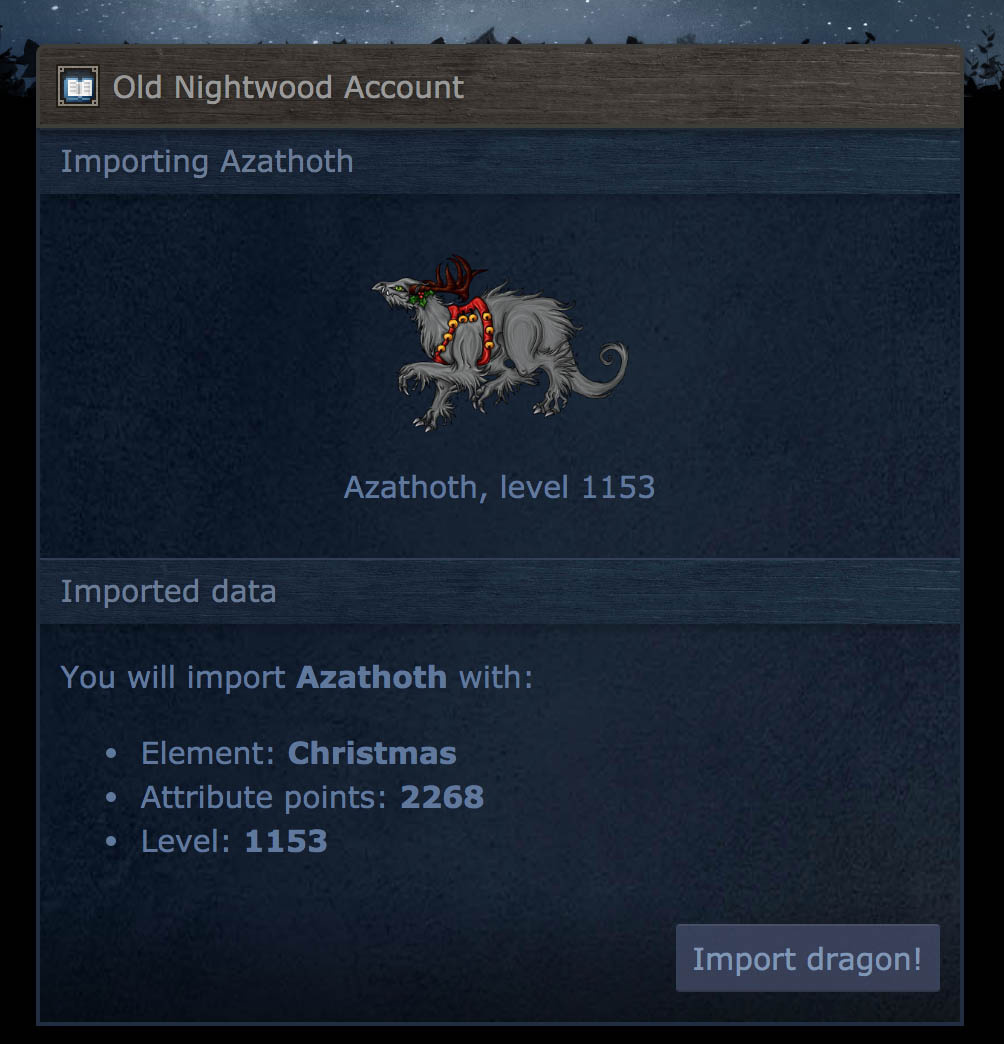 Old Nightwood Account
Importing Azathoth
Azathoth, level 1153
Imported data
You will import Azathoth with:
• Element: Christmas
• Attribute points: 2268
• Level: 1153
Import dragon!